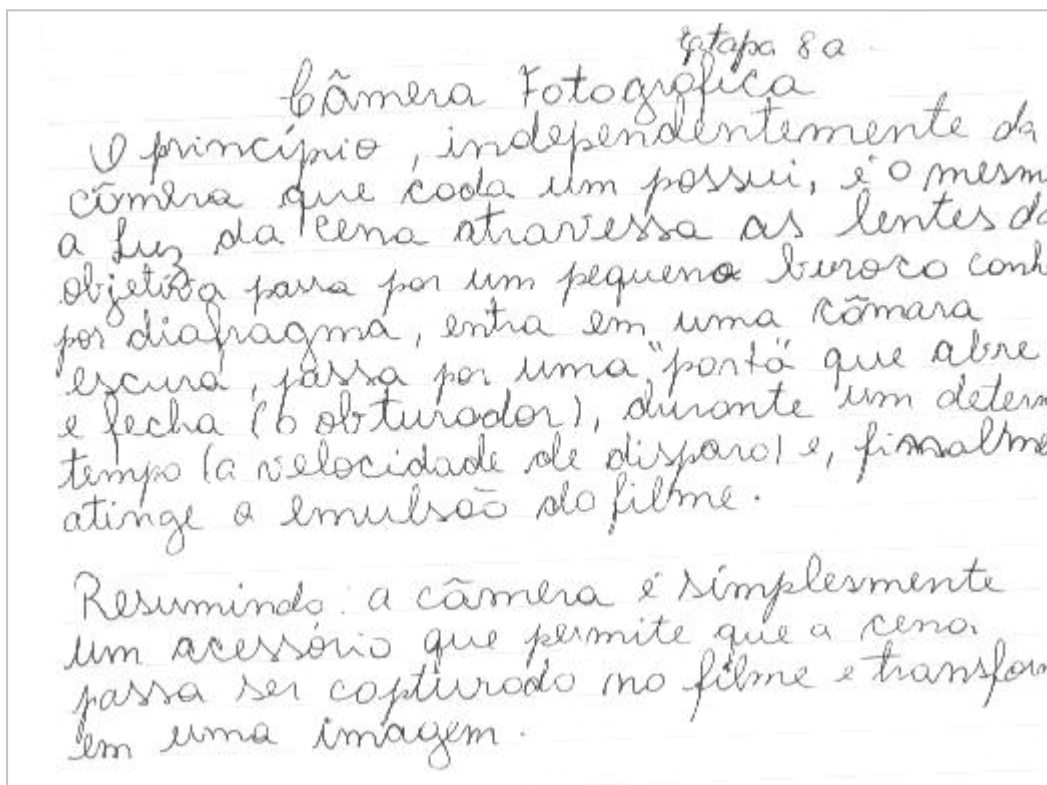 Etapa 8a
Câmera Fotográfica
O princípio, independentemente da
câmera que cada um possui, é o mesm
a Luz da cena atravessa as lentes da
objetiva passa por um pequeno buraco conh
por diafragma, entra em uma câmara
escura, passa por uma "porta" que abre
e fecha (o obturador), durante um determ
tempo (a velocidade de disparo) e, finalme
atinge a emulsão do filme.
Resumindo: a câmera é simplesmente
um acessório que permite que a cena
passa ser capturado no filme e transfor
em uma imagem.